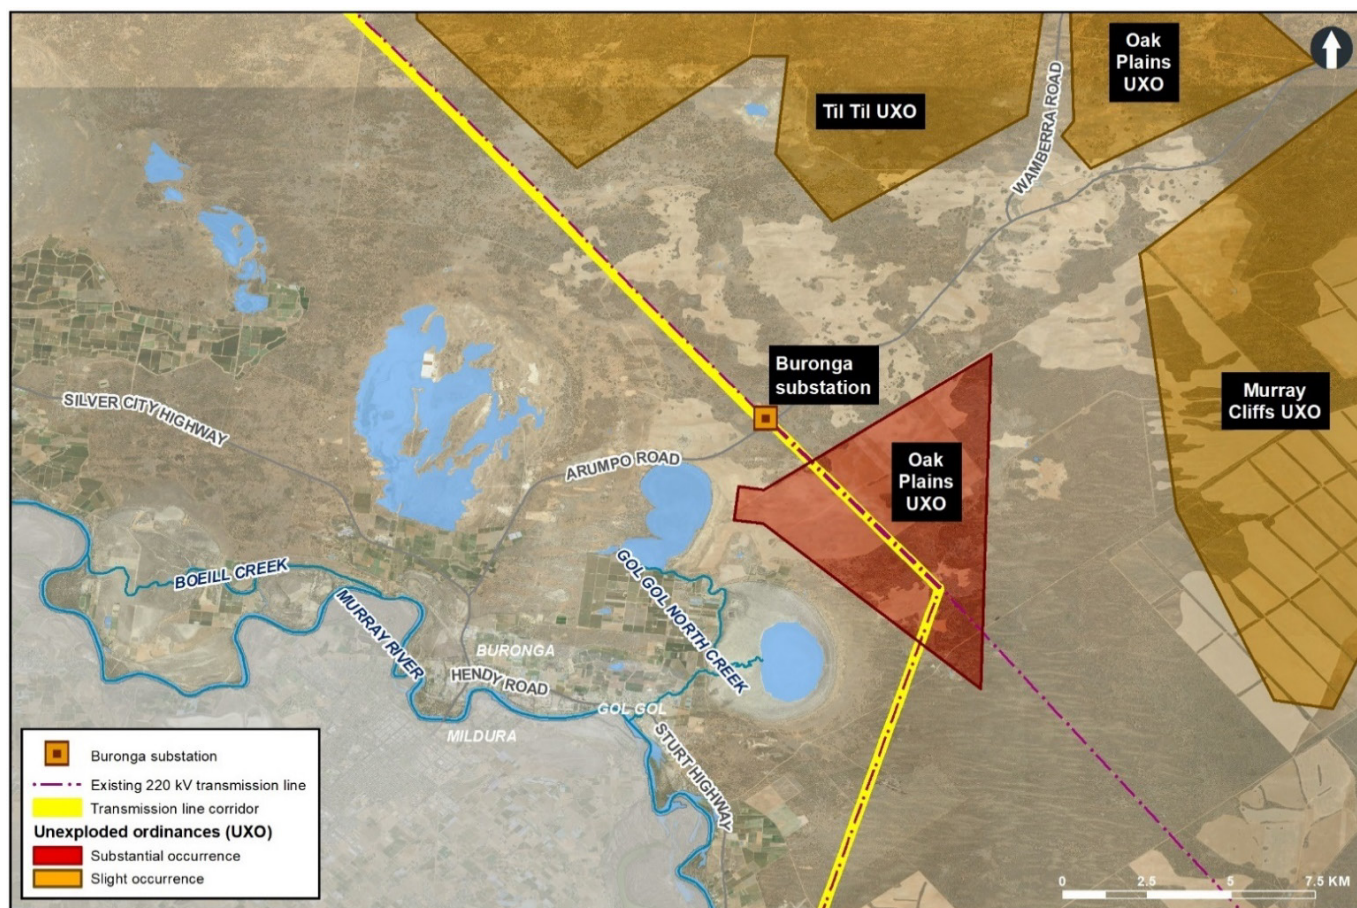 Oak
Plains
UXO
Til Til UXO
WAMBERRA ROAD
Buronga
substation
Murray
Cliffs UXO
SILVER CITY HIGHWAY
ARUMPO ROAD
Oak
Plains
UXO
BOEILL CREEK
GOL GOL NORTH CREEK
MURRAY RIVER
BURONGA
HENDY ROAD
GOL GOL
MILDURA
STURT HIGHWAY
Buronga substation
Existing 220 kV transmission line
Transmission line corridor
Unexploded ordinances (UXO)
Substantial occurrence
Slight occurrence
0 2.5 5 7.5 KM